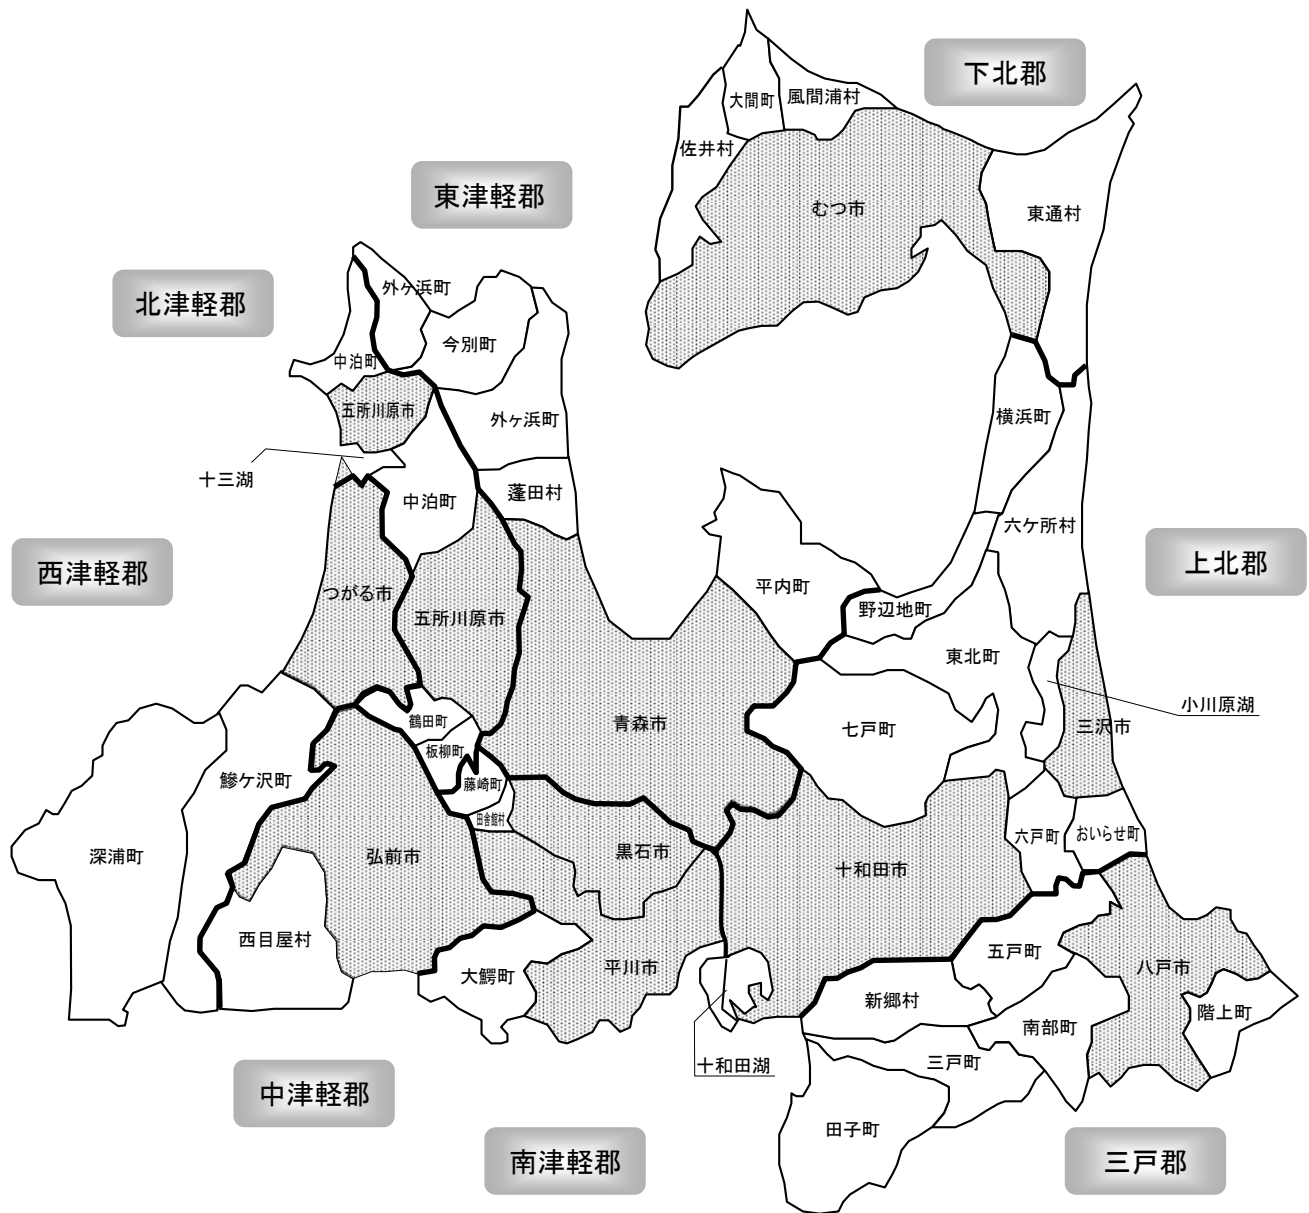 下北郡
大間町
風間浦村
佐井村
むつ市
東通村
東津軽郡
北津軽郡
外ヶ浜町
今別町
中泊町
五所川原市
外ヶ浜町
横浜町
十三湖
中泊町
蓬田村
六ケ所村
西津軽郡
つがる市
五所川原市
平内町
野辺地町
上北郡
東北町
小川原湖
鶴田町
青森市
七戸町
三沢市
板柳町
鰺ケ沢町
藤崎町
田舎館村
六戸町
おいらせ町
深浦町
弘前市
黒石市
十和田市
西目屋村
大鰐町
平川市
五戸町
八戸市
新郷村
南部町
階上町
十和田湖
三戸町
中津軽郡
田子町
南津軽郡
三戸郡